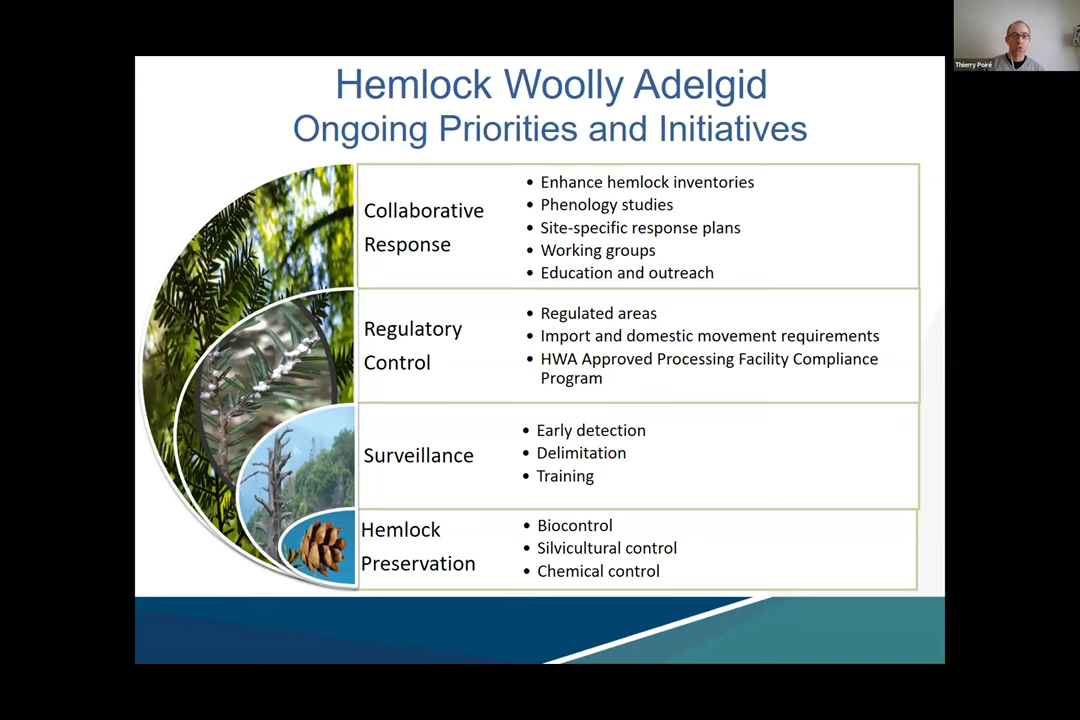 Hemlock Woolly Adelgid
Ongoing Priorities and Initiatives
Collaborative
Response
• Enhance hemlock inventories
• Phenology studies
• Site-specific response plans
• Working groups
• Education and outreach
Regulatory
Control
• Regulated areas
• Import and domestic movement requirements
• HWA Approved Processing Facility Compliance
Program
Surveillance
• Early detection
• Delimitation
• Training
Hemlock
Preservation
• Biocontrol
• Silvicultural control
• Chemical control
Thierry Poiré